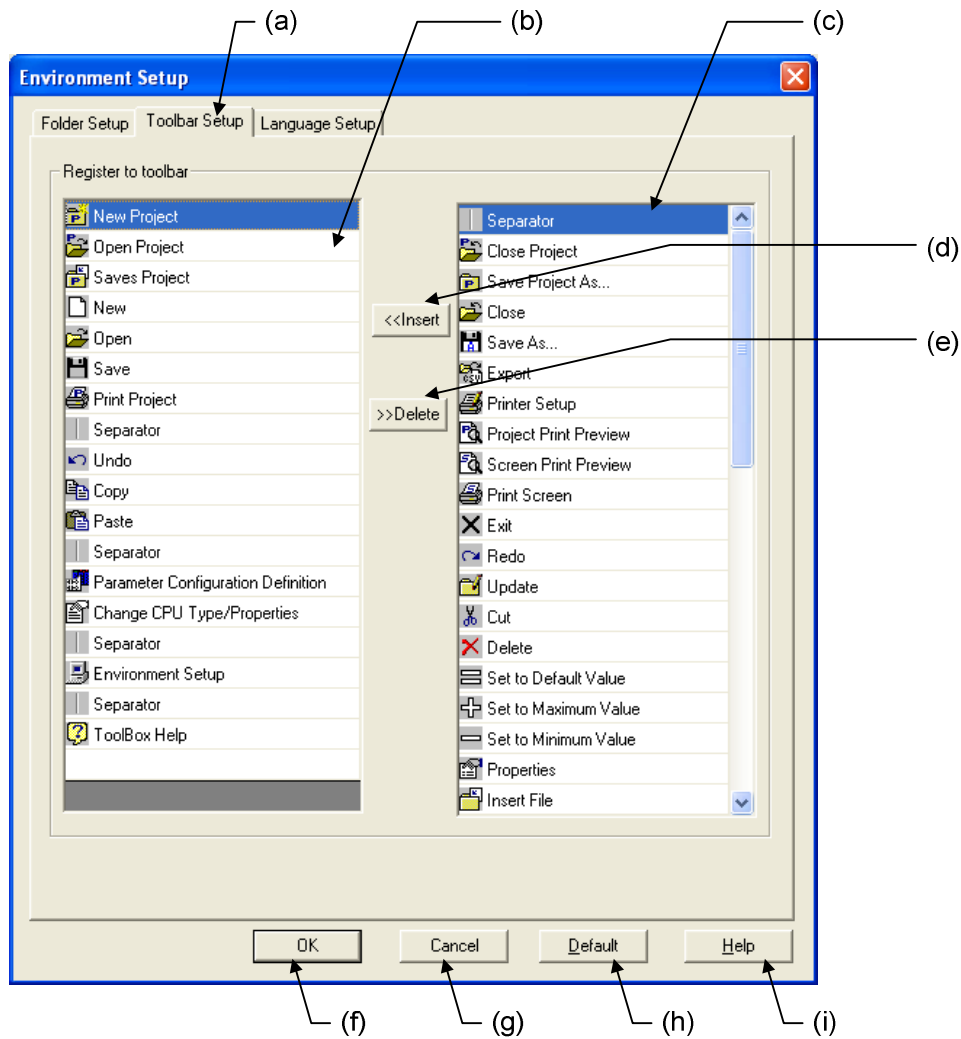 (a)
(b)
(c)
Environment Setup
Folder Setup
Toolbar Setup
Language Setup
Register to toolbar
New Project
Open Project
Saves Project
New
Open
Save
Print Project
Separator
Undo
Copy
Paste
Separator
Parameter Configuration Definition
Change CPU Type/Properties
Separator
Environment Setup
Separator
ToolBox Help
<<Insert
>>Delete
Separator
Close Project
Save Project As...
Close
Save As...
Export
Printer Setup
Project Print Preview
Screen Print Preview
Print Screen
Exit
Redo
Update
Cut
Delete
Set to Default Value
Set to Maximum Value
Set to Minimum Value
Properties
Insert File
(d)
(e)
OK
Cancel
Default
Help
(f)
(g)
(h)
(i)